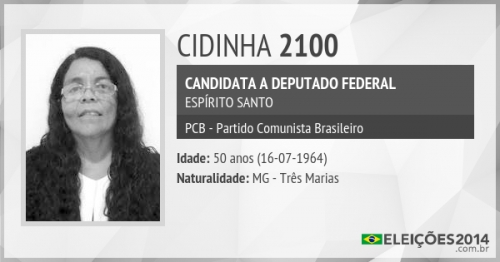 CIDINHA 2100
CANDIDATA A DEPUTADO FEDERAL
ESPÍRITO SANTO
PCB - Partido Comunista Brasileiro
Idade: 50 anos (16-07-1964)
Naturalidade: MG - Três Marias
ELEIÇÕES2014
.com.br